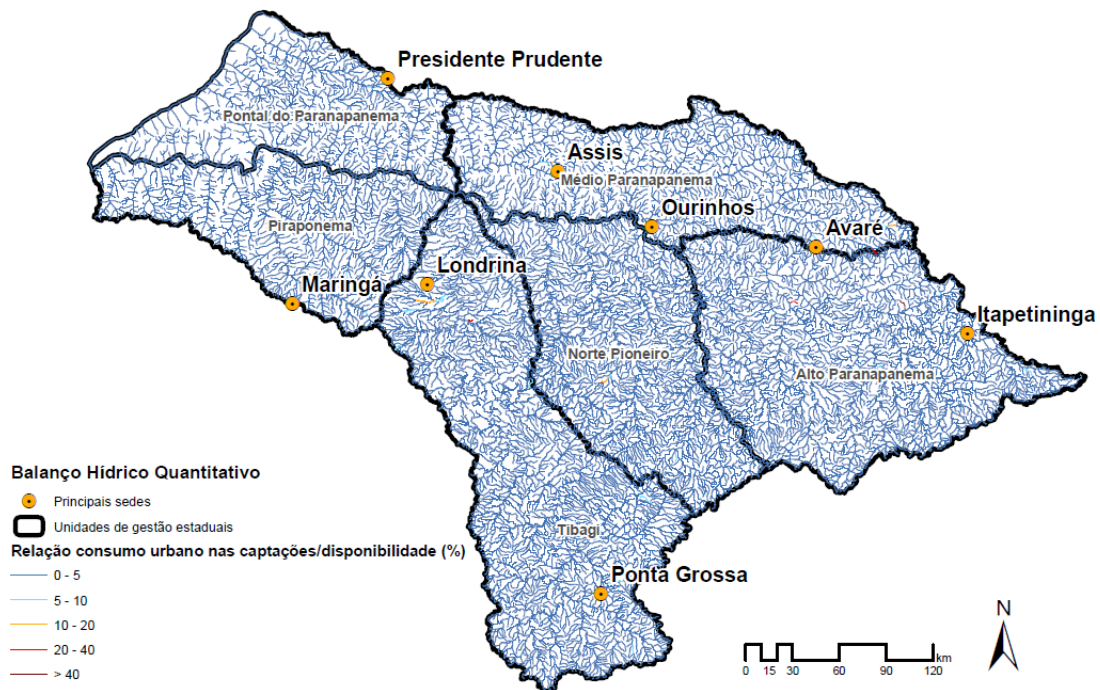 Presidente Prudente
Pontal do Paranapanema
Assis
Médio Paranapanema
Ourinhos
Avaré
Piraponema
Londrina
Maringá
Itapetininga
Norte Pioneiro
Alto Paranapanema
Balanço Hídrico Quantitativo
Principais sedes
Unidades de gestão estaduais
Tibagi
Relação consumo urbano nas captações/disponibilidade (%)
0 - 5
5 - 10
10 - 20
20 - 40
> 40
Ponta Grossa
N
km
0 15 30 60 90 120